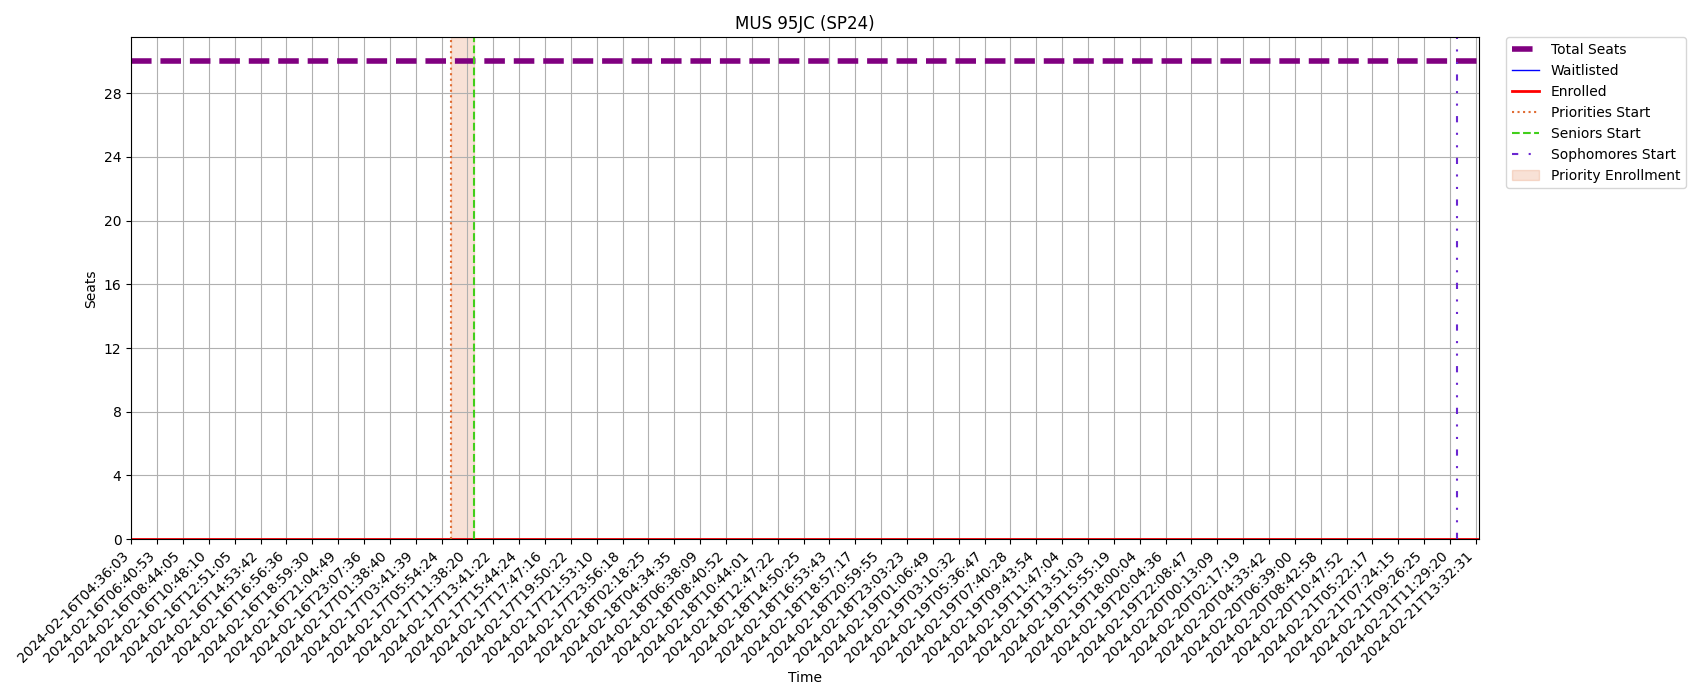 MUS 95JC (SP24)
Total Seats
Waitlisted
Enrolled
Priorities Start
Seniors Start
Sophomores Start
Priority Enrollment
Seats
28
24
20
16
12
8
4
0
2024-02-16T04:36:03
2024-02-16T06:40:53
2024-02-16T08:44:05
2024-02-16T10:48:10
2024-02-16T12:51:05
2024-02-16T14:53:42
2024-02-16T16:56:36
2024-02-16T18:59:30
2024-02-16T21:04:49
2024-02-16T23:07:36
2024-02-17T01:38:40
2024-02-17T03:41:39
2024-02-17T05:54:24
2024-02-17T11:38:20
2024-02-17T13:41:22
2024-02-17T15:44:24
2024-02-17T17:47:16
2024-02-17T19:50:22
2024-02-17T21:53:10
2024-02-17T23:56:18
2024-02-18T02:18:25
2024-02-18T04:34:35
2024-02-18T06:38:09
2024-02-18T08:40:52
2024-02-18T10:44:01
2024-02-18T12:47:22
2024-02-18T14:50:25
2024-02-18T16:53:43
2024-02-18T18:57:17
2024-02-18T20:59:55
2024-02-18T23:03:23
2024-02-19T01:06:49
2024-02-19T03:10:32
2024-02-19T05:36:47
2024-02-19T07:40:28
2024-02-19T09:43:54
2024-02-19T11:47:04
2024-02-19T13:51:03
2024-02-19T15:55:19
2024-02-19T18:00:04
2024-02-19T20:04:36
2024-02-19T22:08:47
2024-02-20T00:13:09
2024-02-20T02:17:19
2024-02-20T04:33:42
2024-02-20T06:39:00
2024-02-20T08:42:58
2024-02-20T10:47:52
2024-02-21T05:22:17
2024-02-21T07:24:15
2024-02-21T09:26:25
2024-02-21T11:29:20
2024-02-21T13:32:31
Time